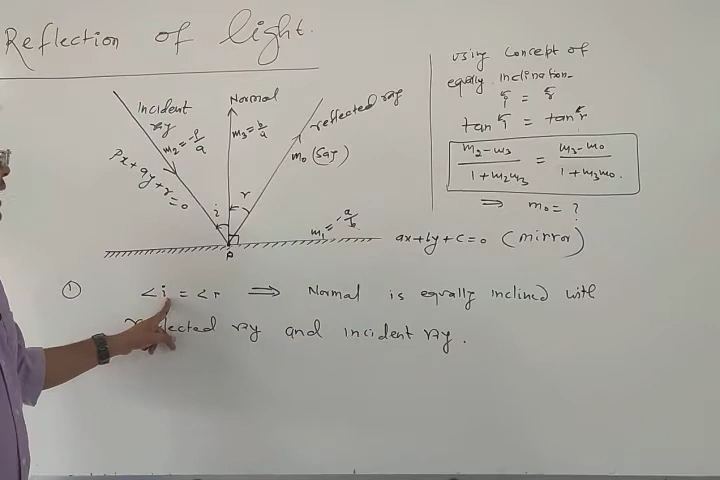 Reflection of light.
Incident ray
m₂ = -p/q
px + qy + r = 0
Normal
m₃ = b/a
reflected ray
m₀ (say)
i
r
m₁ = -a/b
A
ax + by + c = 0 (mirror)
using concept of
equally inclination-
i = r
tan i = tan r
(m₂ - m₃)/(1 + m₂m₃) = (m₃ - m₀)/(1 + m₃m₀).
⇒ m₀ = ?
① ∠i = ∠r ⇒ Normal is equally inclined with
reflected ray and incident ray.